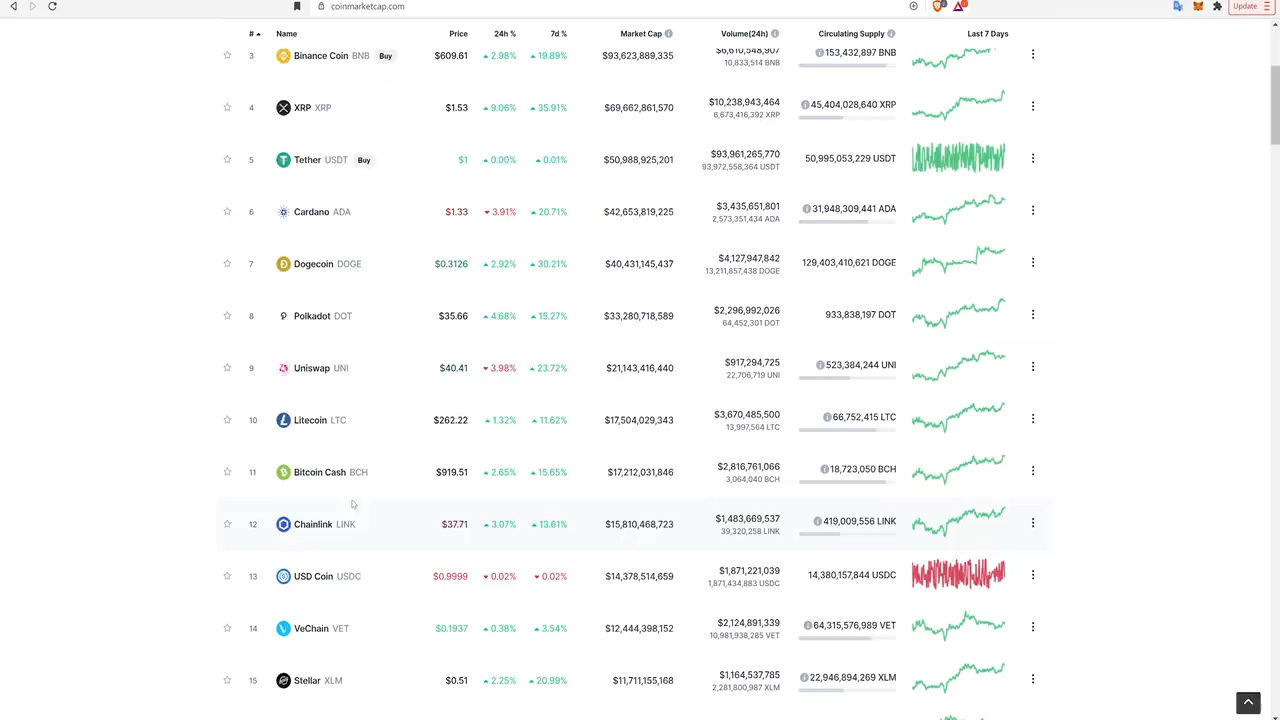 coinmarketcap.com
Update
# Name Price 24h % 7d % Market Cap Volume(24h) Circulating Supply Last 7 Days
3 Binance Coin BNB Buy $609.61 2.98% 19.89% $93,623,889,335 $6,610,548,907 153,432,897 BNB
10,833,514 BNB
4 XRP XRP $1.53 9.06% 35.91% $69,662,861,570 $10,238,943,464 45,404,028,640 XRP
6,673,416,392 XRP
5 Tether USDT Buy $1 0.00% 0.01% $50,988,925,201 $93,961,265,770 50,995,053,229 USDT
93,972,558,364 USDT
6 Cardano ADA $1.33 3.91% 20.71% $42,653,819,225 $3,435,651,801 31,948,309,441 ADA
2,573,351,434 ADA
7 Dogecoin DOGE $0.3126 2.92% 30.21% $40,431,145,437 $4,127,947,842 129,403,410,621 DOGE
13,211,857,438 DOGE
8 Polkadot DOT $35.66 4.68% 15.27% $33,280,718,589 $2,296,992,026 933,838,197 DOT
64,452,301 DOT
9 Uniswap UNI $40.41 3.98% 23.72% $21,143,416,440 $917,294,725 523,384,244 UNI
22,706,719 UNI
10 Litecoin LTC $262.22 1.32% 11.62% $17,504,029,343 $3,670,485,500 66,752,415 LTC
13,997,564 LTC
11 Bitcoin Cash BCH $919.51 2.65% 15.65% $17,212,031,846 $2,816,761,066 18,723,050 BCH
3,064,040 BCH
12 Chainlink LINK $37.71 3.07% 13.61% $15,810,468,723 $1,483,669,537 419,009,556 LINK
39,320,258 LINK
13 USD Coin USDC $0.9999 0.02% 0.02% $14,378,514,659 $1,871,221,039 14,380,157,844 USDC
1,871,434,883 USDC
14 VeChain VET $0.1937 0.38% 3.54% $12,444,398,152 $2,124,891,339 64,315,576,989 VET
10,981,938,285 VET
15 Stellar XLM $0.51 2.25% 20.99% $11,711,155,168 $1,164,537,785 22,946,894,269 XLM
2,281,800,987 XLM